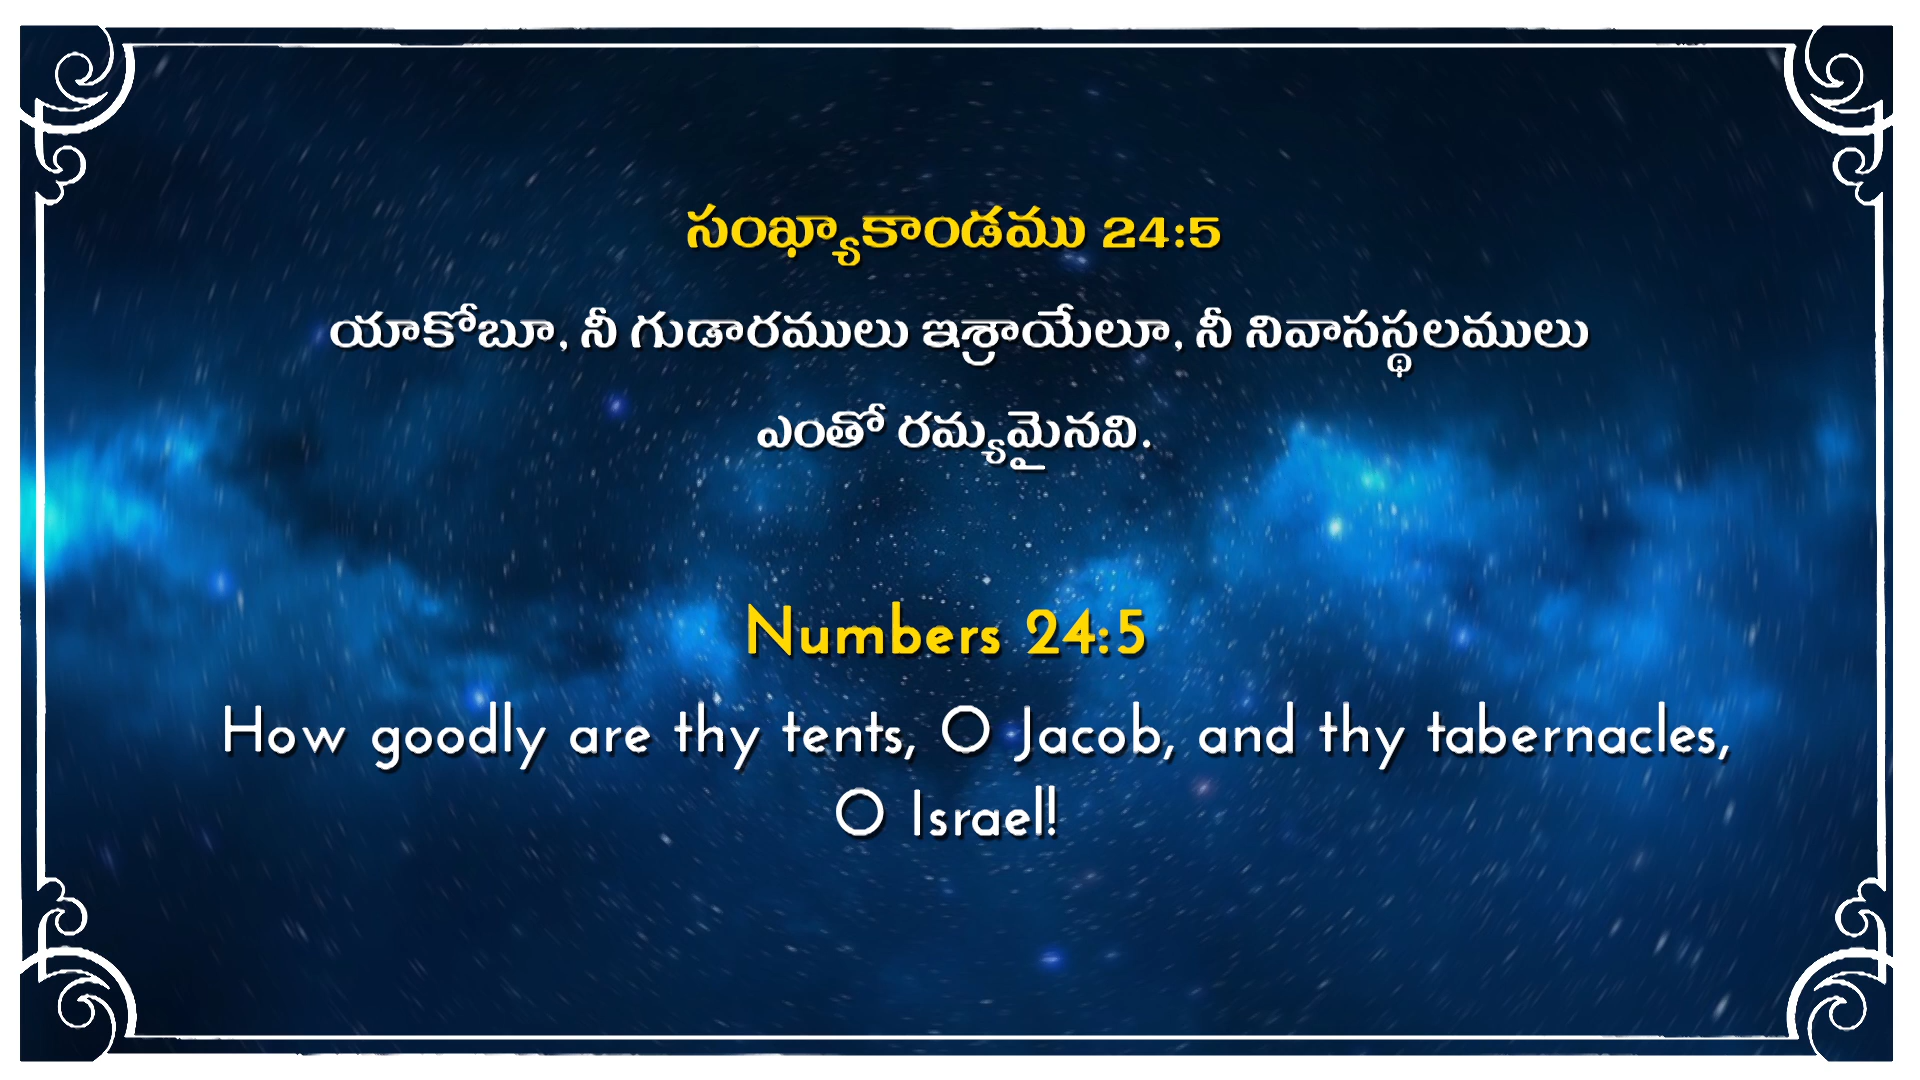 సంఖ్యాకాండము 24:5
యాకోబూ, నీ గుడారములు ఇశ్రాయేలూ, నీ నివాసస్థలములు
ఎంతో రమ్యమైనవి.
Numbers 24:5
How goodly are thy tents, O Jacob, and thy tabernacles,
O Israel!